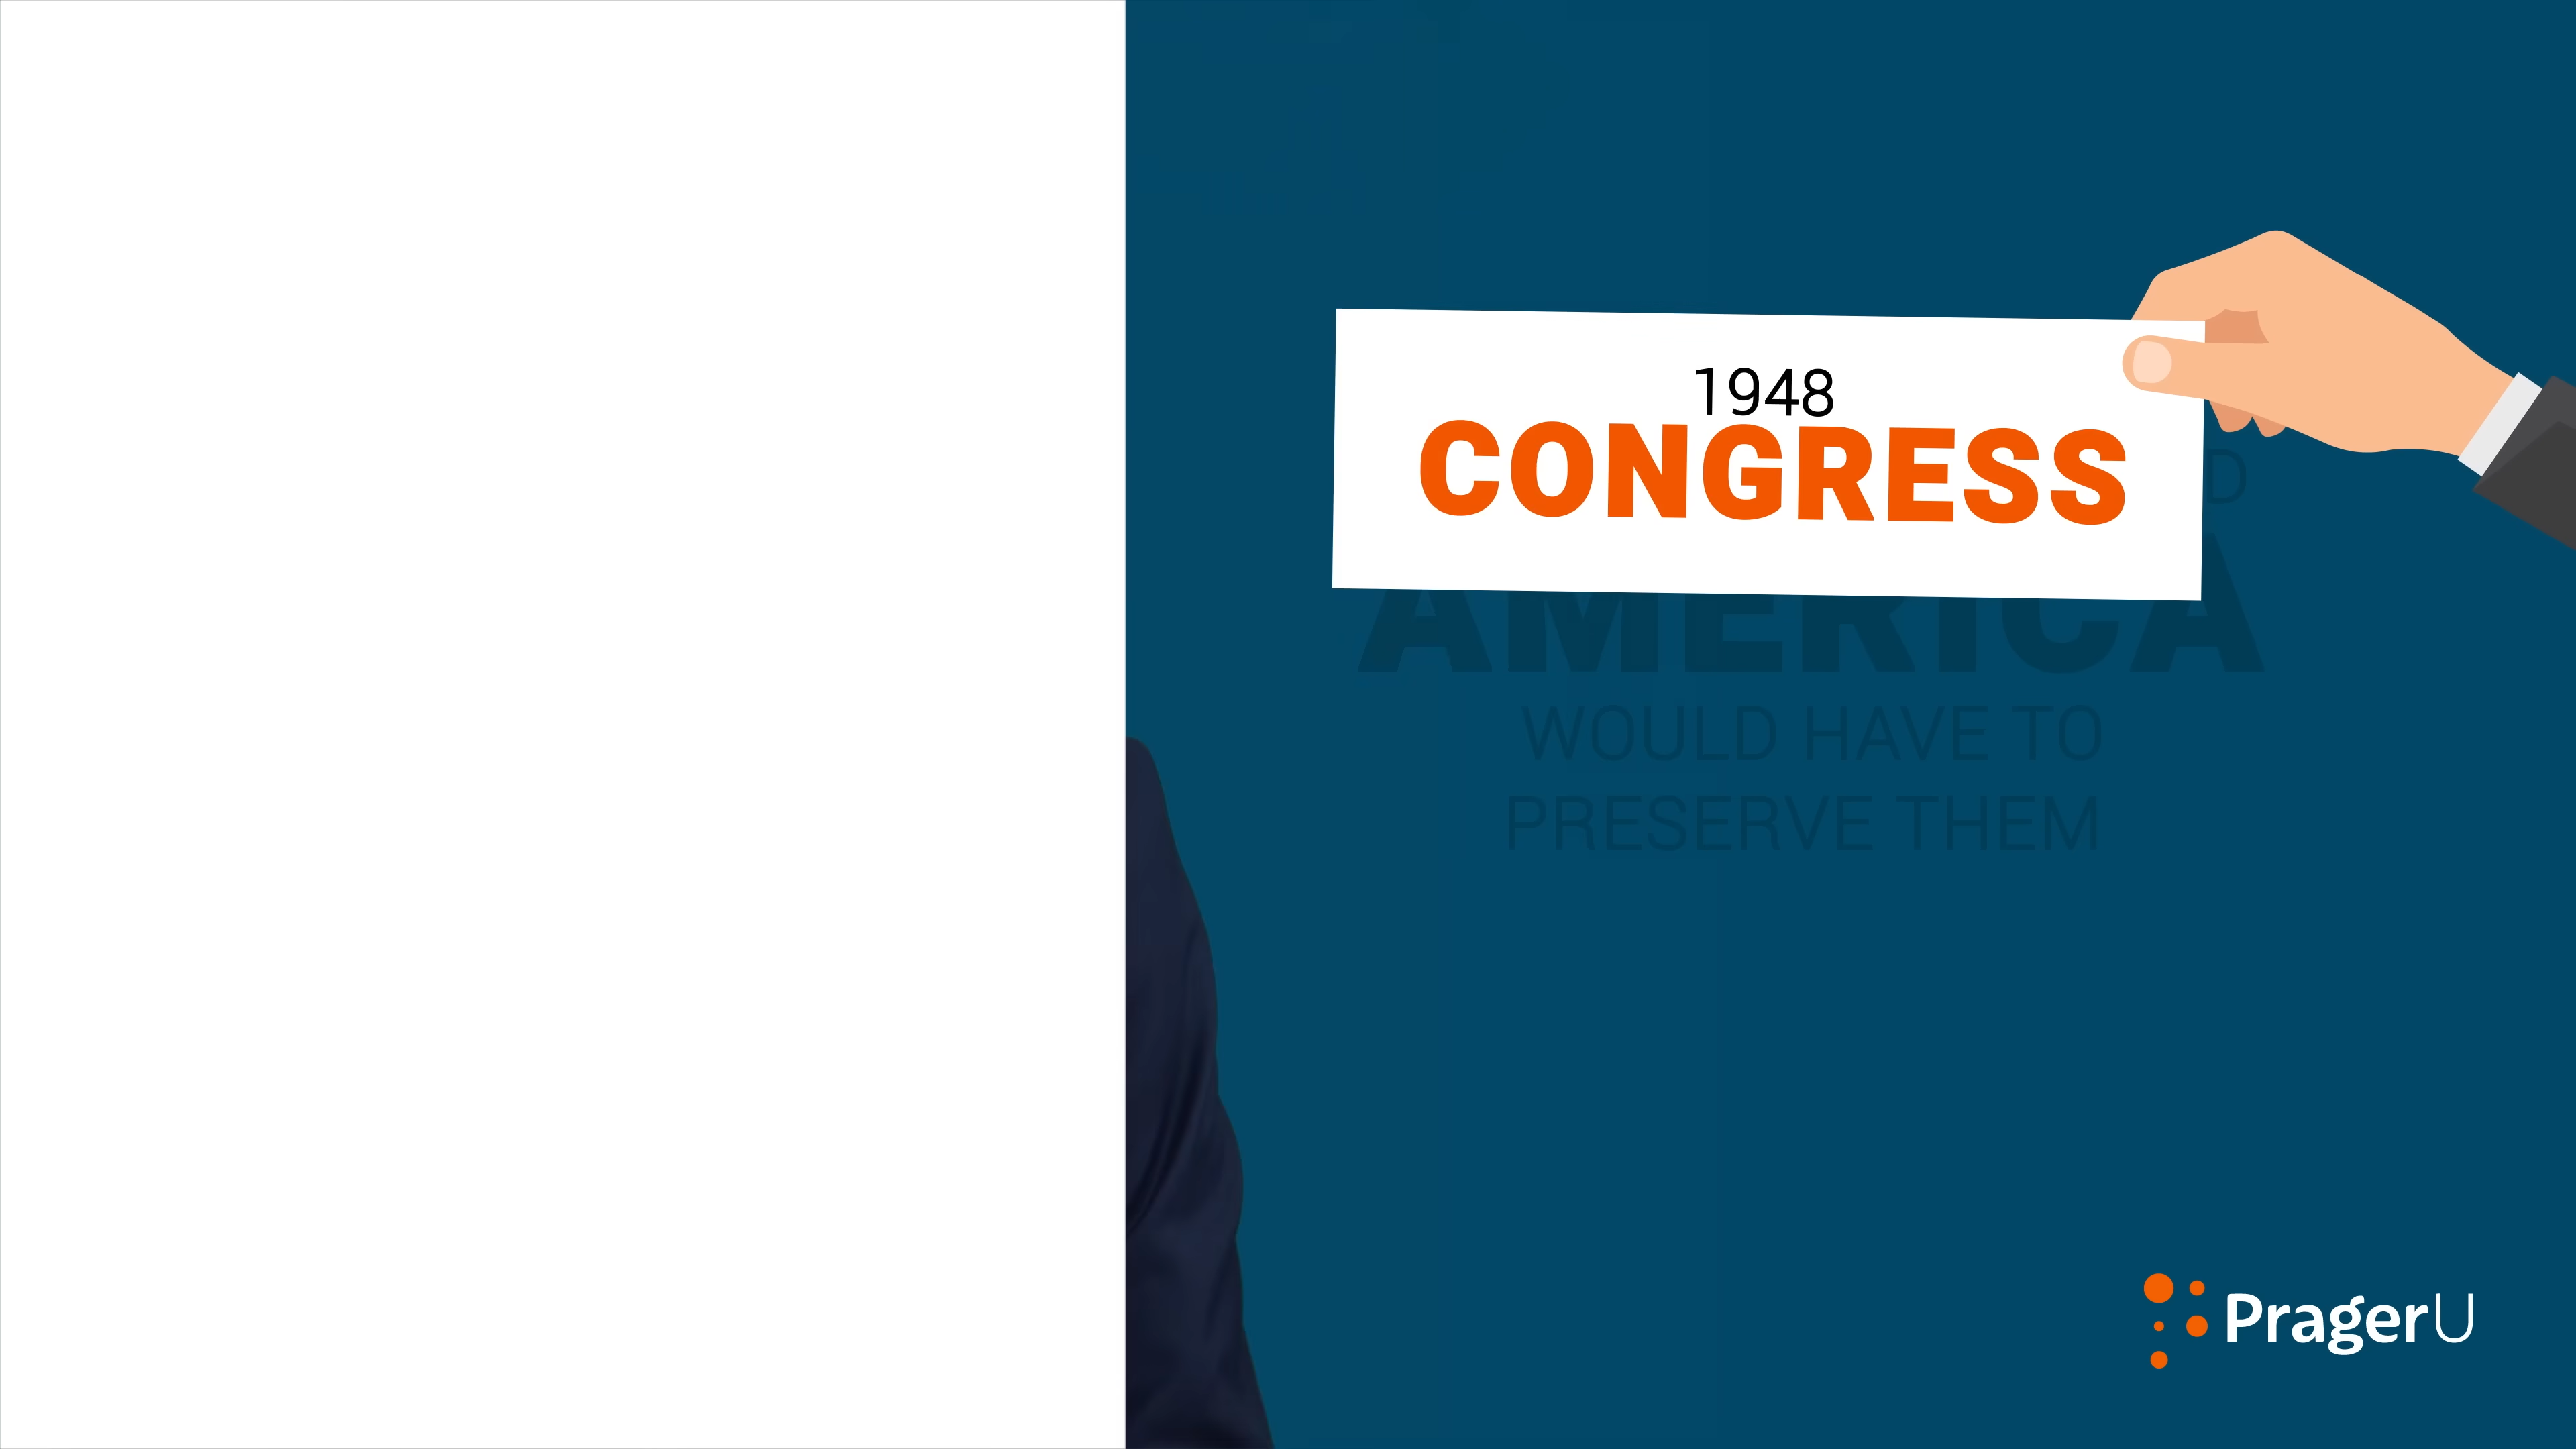 1948
CONGRESS
D
AMERICA
WOULD HAVE TO
PRESERVE THEM
PragerU